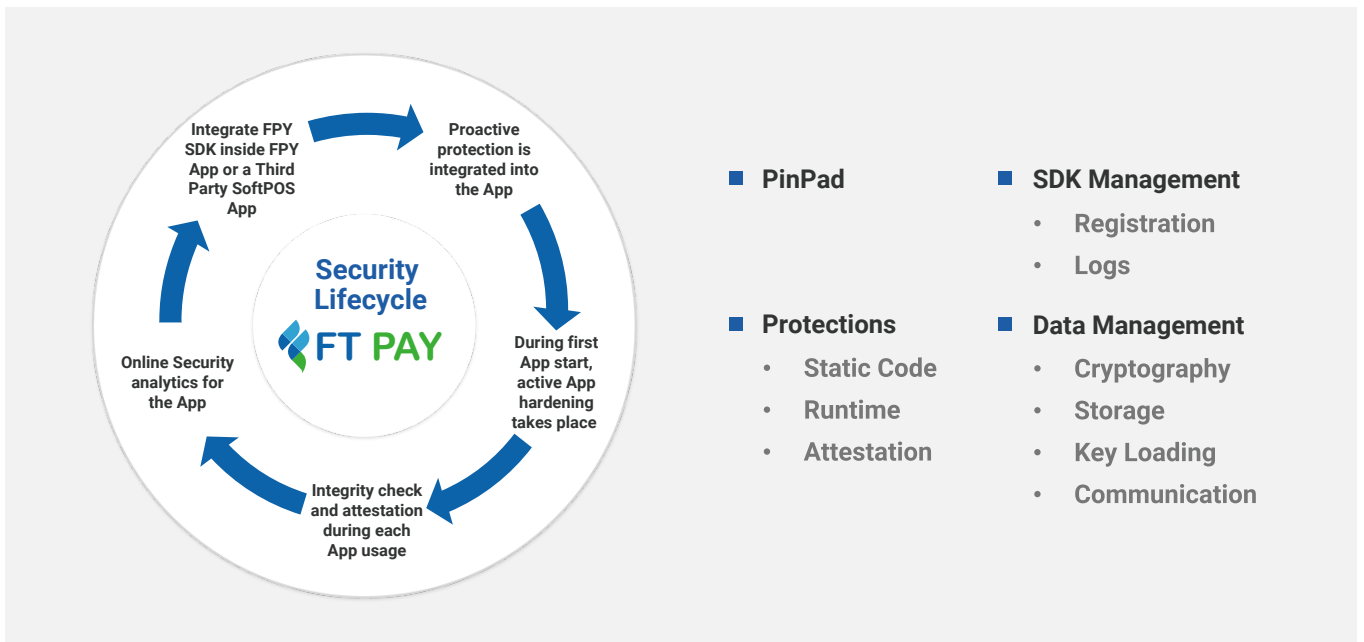 Integrate FPY
SDK inside FPY
App or a Third
Party SoftPOS
App
Proactive
protection is
integrated into
the App
During first
App start,
active App
hardening
takes place
Integrity check
and attestation
during each
App usage
Online Security
analytics for
the App
Security
Lifecycle
FT PAY
PinPad
Protections
• Static Code
• Runtime
• Attestation
SDK Management
• Registration
• Logs
Data Management
• Cryptography
• Storage
• Key Loading
• Communication